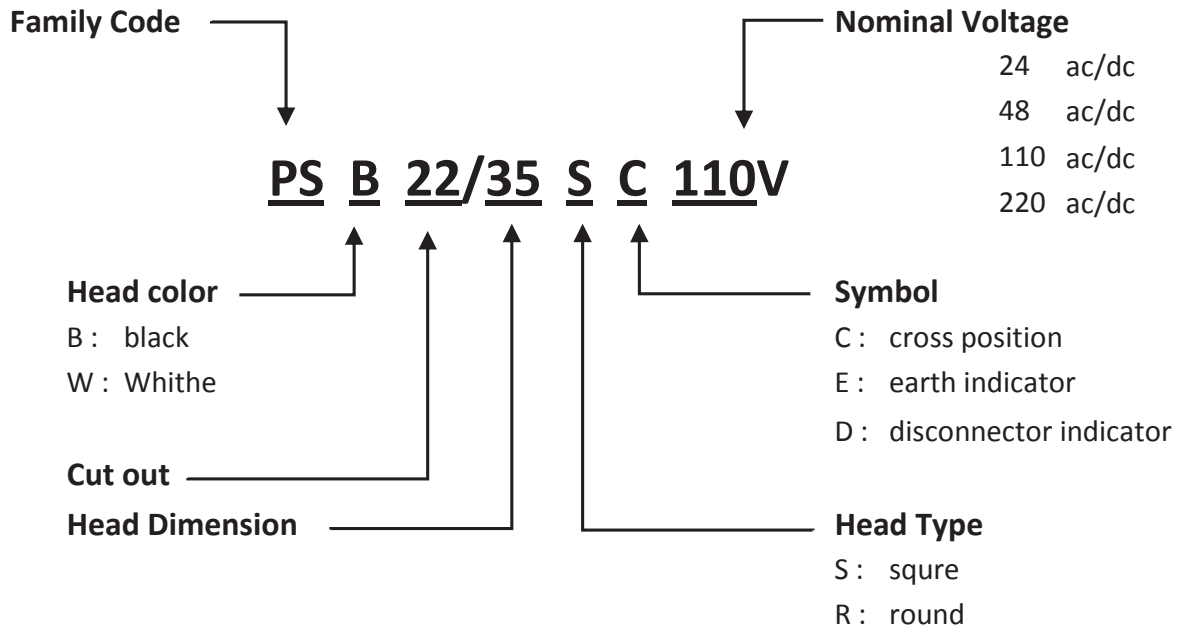 Family Code
Nominal Voltage
24 ac/dc
48 ac/dc
110 ac/dc
220 ac/dc
PS B 22/35 S C 110V
Head color
B : black
W : Whithe
Symbol
C : cross position
E : earth indicator
D : disconnector indicator
Cut out
Head Dimension
Head Type
S : squre
R : round